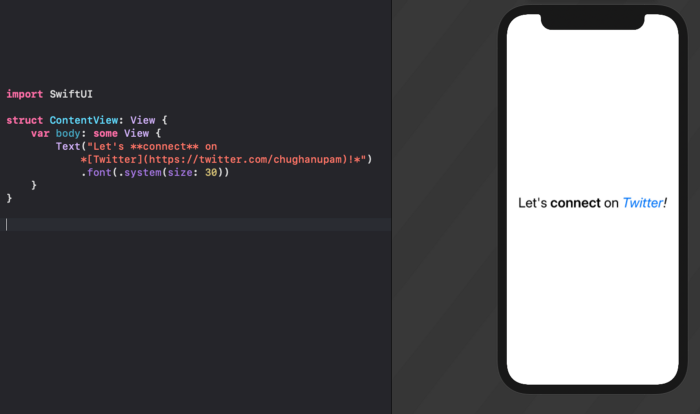 import SwiftUI
struct ContentView: View {
var body: some View {
Text("Let's **connect** on
*[Twitter](https://twitter.com/chughanupam)!*")
.font(.system(size: 30))
}
}
Let's connect on Twitter!